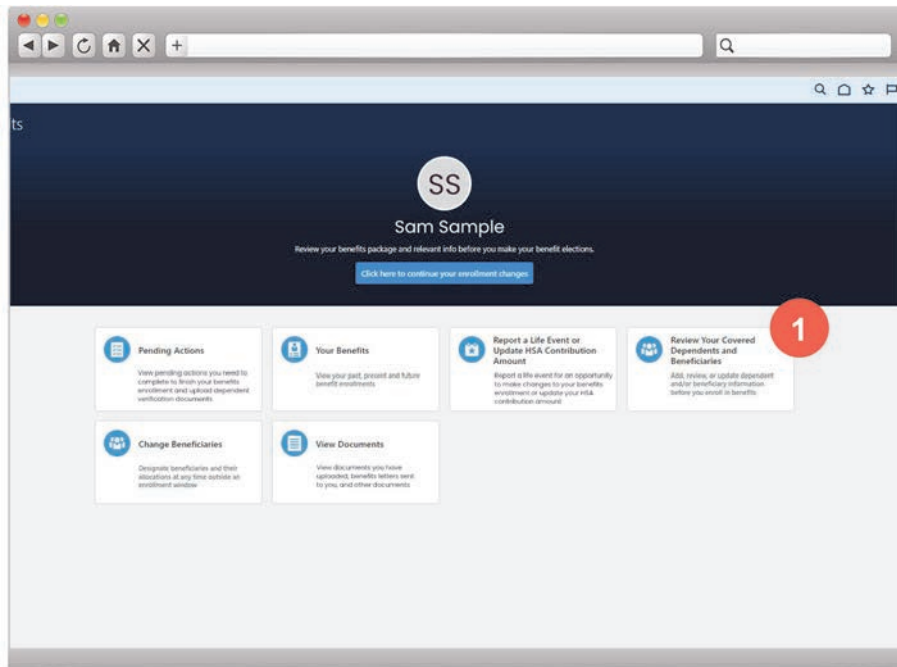 ts
SS
Sam Sample
Review your benefits package and relevant info before you make your benefit elections.
Click here to continue your enrollment changes
Pending Actions
View pending actions you need to
complete to finish your benefits
enrollment and upload dependent
verification documents
Your Benefits
View your past, present and future
benefit enrollments
Report a Life Event or
Update HSA Contribution
Amount
Report a life event for an opportunity
to make changes to your benefits
enrollment or update your HSA
contribution amount
Review Your Covered
Dependents and
Beneficiaries
Add, review, or update dependent
and/or beneficiary information
before you enroll in benefits
1
Change Beneficiaries
Designate beneficiaries and their
allocations at any time outside an
enrollment window
View Documents
View documents you have
uploaded, benefits letters sent
to you, and other documents